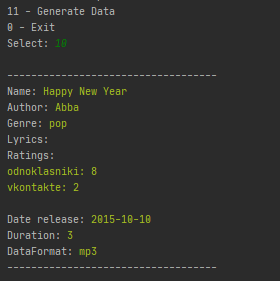 11 - Generate Data
0 - Exit
Select: 10
-----------------------------------
Name: Happy New Year
Author: Abba
Genre: pop
Lyrics:
Ratings:
odnoklasniki: 8
vkontakte: 2
Date release: 2015-10-10
Duration: 3
DataFormat: mp3
-----------------------------------